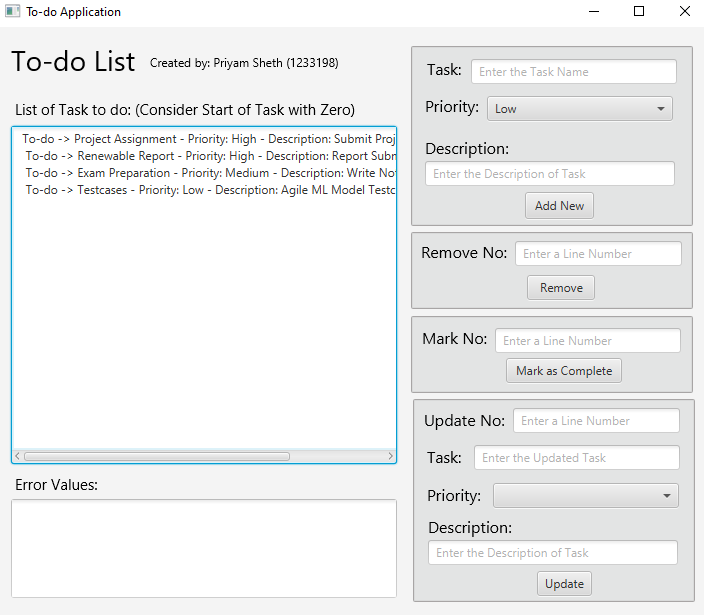 To-do Application
To-do List
Created by: Priyam Sheth (1233198)
List of Task to do: (Consider Start of Task with Zero)
To-do -> Project Assignment - Priority: High - Description: Submit Proj
To-do -> Renewable Report - Priority: High - Description: Report Subm
To-do -> Exam Preparation - Priority: Medium - Description: Write No
To-do -> Testcases - Priority: Low - Description: Agile ML Model Testc
Error Values:
Task: Enter the Task Name
Priority: Low
Description:
Enter the Description of Task
Add New
Remove No: Enter a Line Number
Remove
Mark No: Enter a Line Number
Mark as Complete
Update No: Enter a Line Number
Task: Enter the Updated Task
Priority:
Description:
Enter the Description of Task
Update